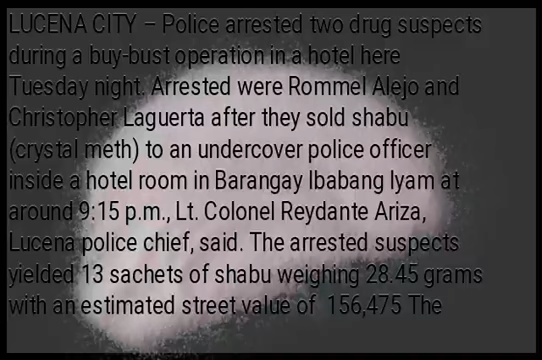 LUCENA CITY – Police arrested two drug suspects
during a buy-bust operation in a hotel here
Tuesday night. Arrested were Rommel Alejo and
Christopher Laguerta after they sold shabu
(crystal meth) to an undercover police officer
inside a hotel room in Barangay Ibabang Iyam at
around 9:15 p.m., Lt. Colonel Reydante Ariza,
Lucena police chief, said. The arrested suspects
yielded 13 sachets of shabu weighing 28.45 grams
with an estimated street value of 156,475 The